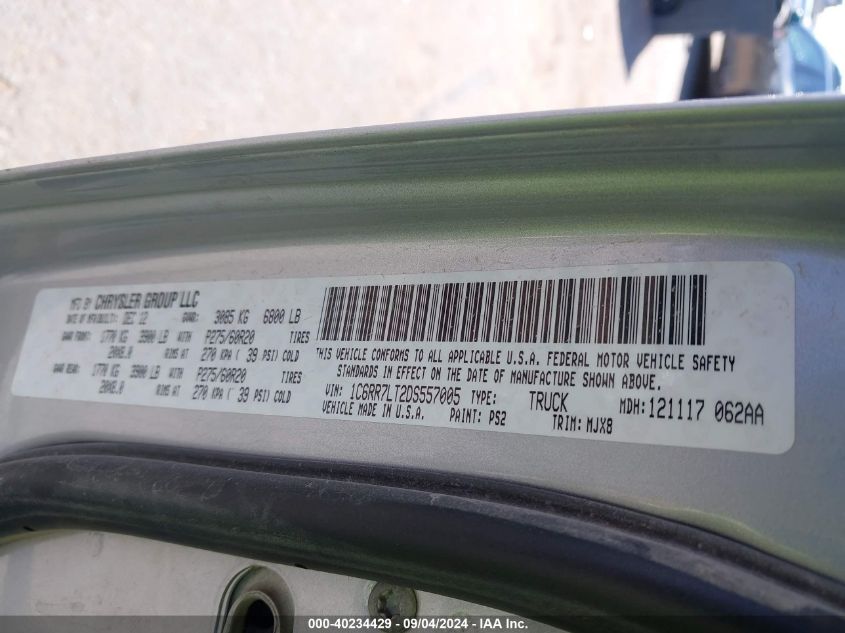 MFD BY CHRYSLER GROUP LLC
DATE OF MFR/BUILT: DEC 12 GVWR: 3085 KG 6800 LB
GAWR FRONT: 1770 KG 3900 LB WITH P275/60R20 TIRES
20X8.0 RIMS AT 270 KPA ( 39 PSI) COLD
GAWR REAR: 1770 KG 3900 LB WITH P275/60R20 TIRES
20X8.0 RIMS AT 270 KPA ( 39 PSI) COLD
THIS VEHICLE CONFORMS TO ALL APPLICABLE U.S.A. FEDERAL MOTOR VEHICLE SAFETY
STANDARDS IN EFFECT ON THE DATE OF MANUFACTURE SHOWN ABOVE.
VIN: 1C6RR7LT2DS557005 TYPE: TRUCK MDH:121117 062AA
VEHICLE MADE IN U.S.A. PAINT: PS2 TRIM: MJX8
000-40234429 - 09/04/2024 - IAA Inc.